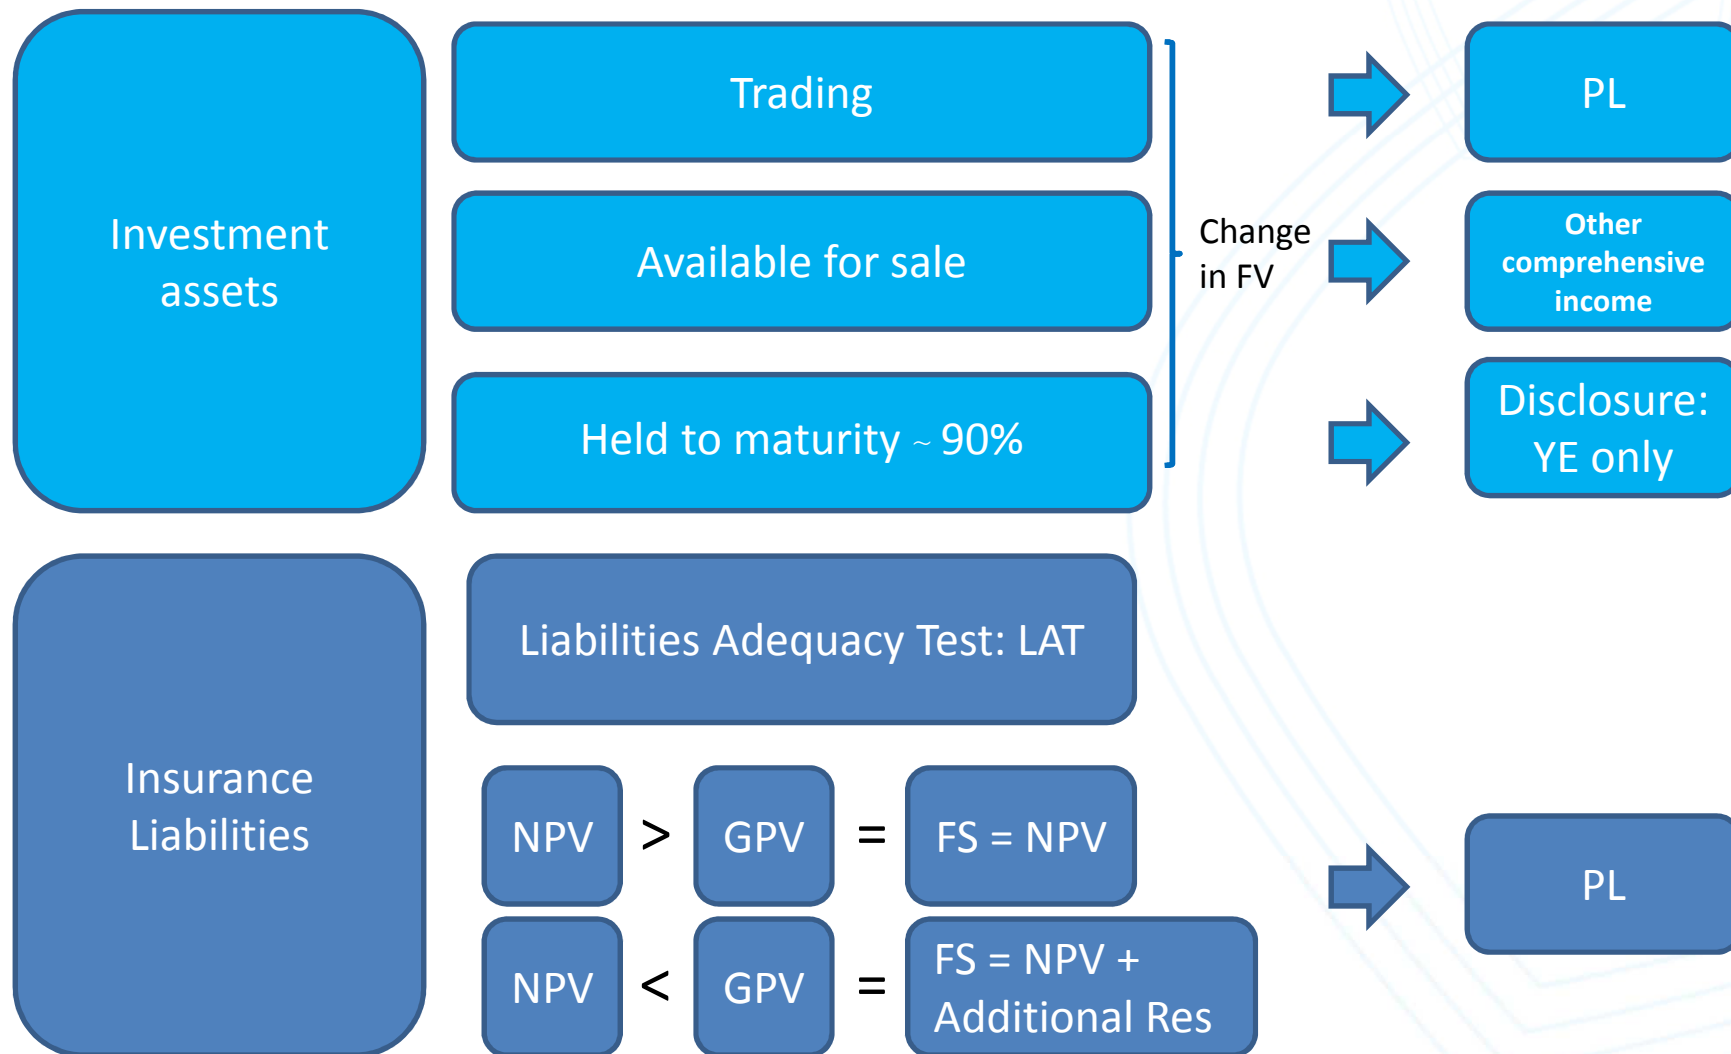 Investment
assets
Trading
Available for sale
Held to maturity ~ 90%
Change
in FV
PL
Other
comprehensive
income
Disclosure:
YE only
Insurance
Liabilities
Liabilities Adequacy Test: LAT
NPV > GPV = FS = NPV
NPV < GPV = FS = NPV +
Additional Res
PL